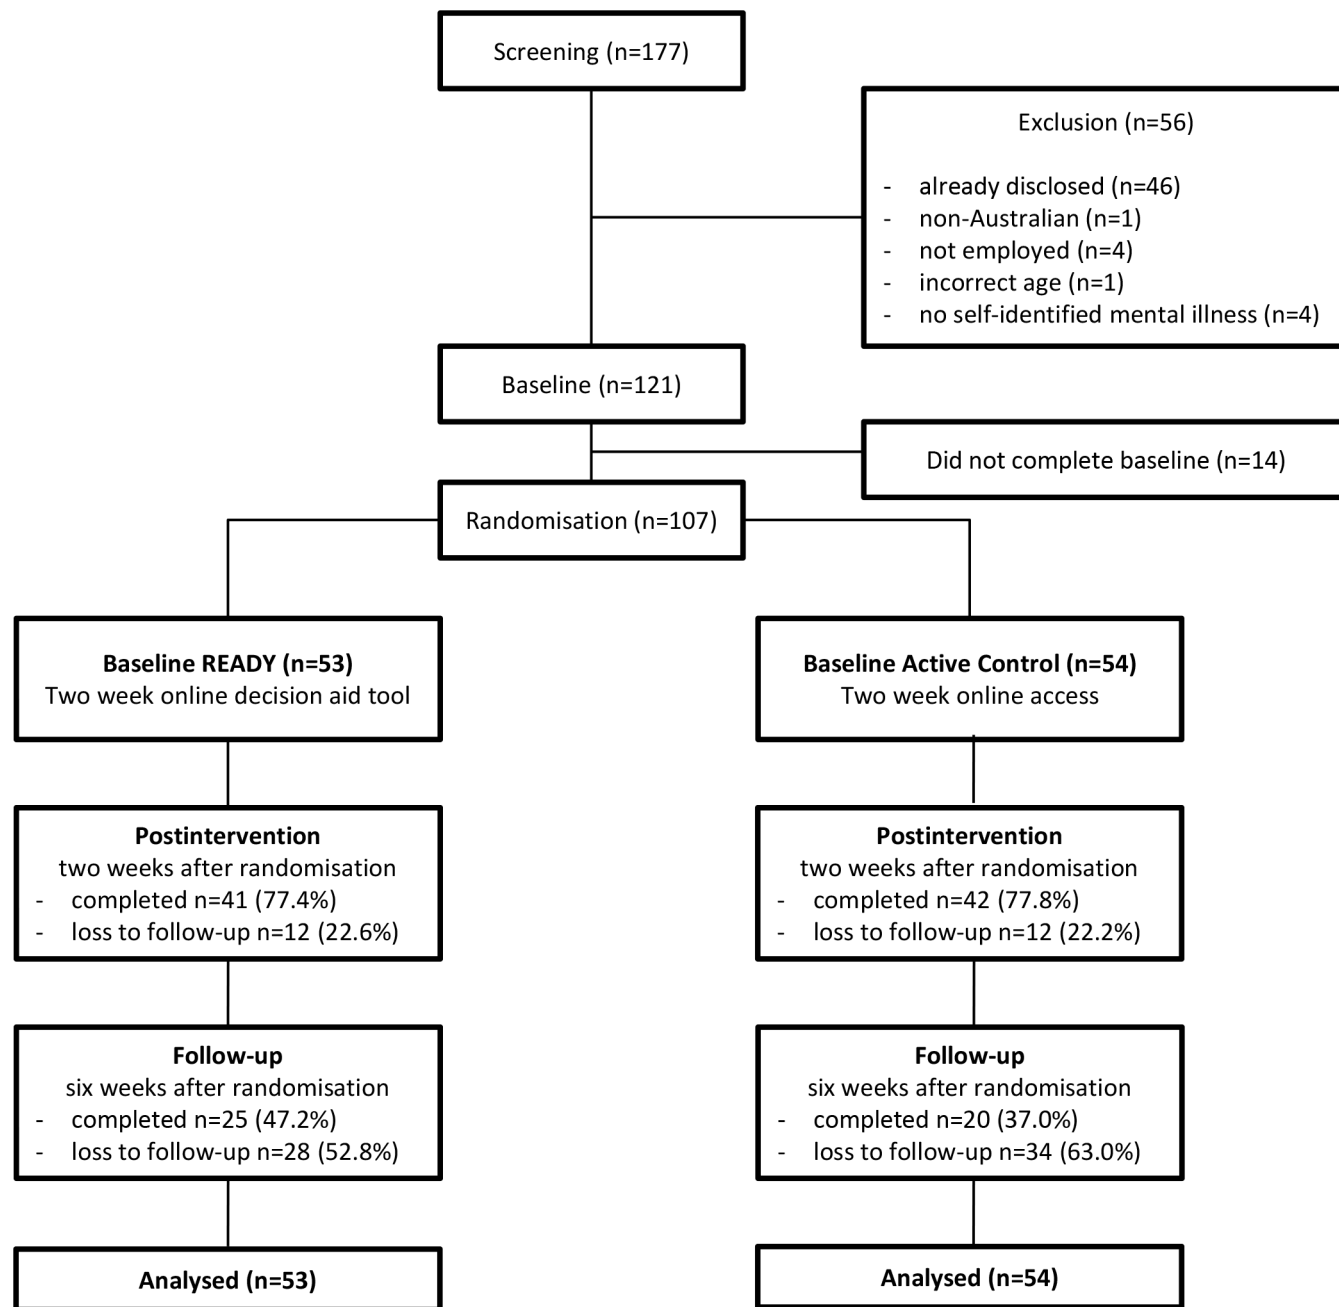 Screening (n=177)
Exclusion (n=56)
- already disclosed (n=46)
- non-Australian (n=1)
- not employed (n=4)
- incorrect age (n=1)
- no self-identified mental illness (n=4)
Baseline (n=121)
Did not complete baseline (n=14)
Randomisation (n=107)
Baseline READY (n=53)
Two week online decision aid tool
Baseline Active Control (n=54)
Two week online access
Postintervention
two weeks after randomisation
- completed n=41 (77.4%)
- loss to follow-up n=12 (22.6%)
Postintervention
two weeks after randomisation
- completed n=42 (77.8%)
- loss to follow-up n=12 (22.2%)
Follow-up
six weeks after randomisation
- completed n=25 (47.2%)
- loss to follow-up n=28 (52.8%)
Follow-up
six weeks after randomisation
- completed n=20 (37.0%)
- loss to follow-up n=34 (63.0%)
Analysed (n=53)
Analysed (n=54)